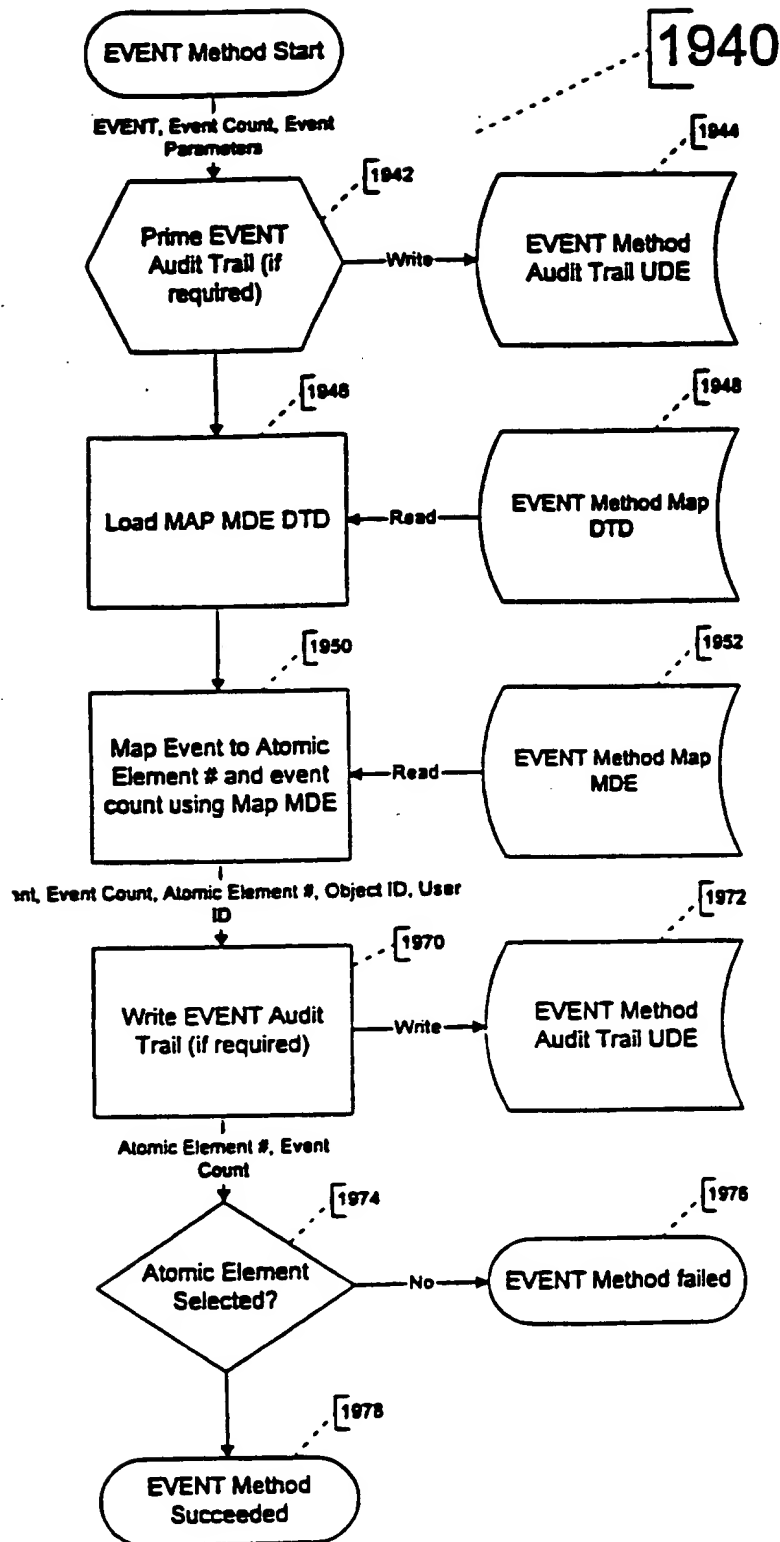 EVENT Method Start
1940
EVENT, Event Count, Event
Parameters
1942
1944
Prime EVENT
Audit Trail (if
required)
Write
EVENT Method
Audit Trail UDE
1946
1948
Load MAP MDE DTD
Read
EVENT Method Map
DTD
1950
1952
Map Event to Atomic
Element # and event
count using Map MDE
Read
EVENT Method Map
MDE
Event Count, Atomic Element #, Object ID, User
ID
1970
1972
Write EVENT Audit
Trail (if required)
Write
EVENT Method
Audit Trail UDE
Atomic Element #, Event
Count
1974
1976
Atomic Element
Selected?
No
EVENT Method failed
1978
EVENT Method
Succeeded